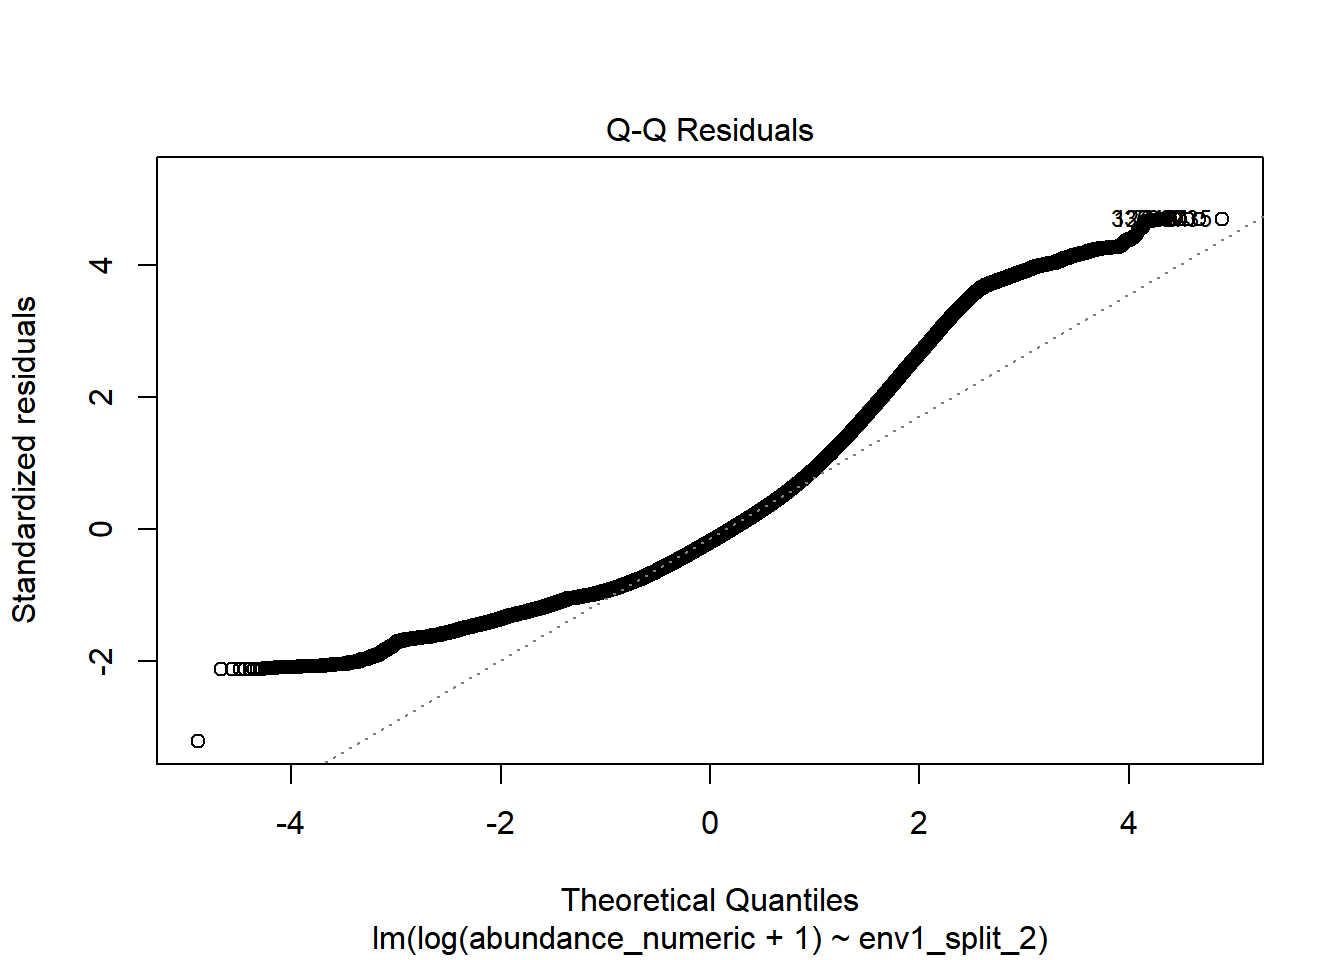 Q-Q Residuals
Standardized residuals
4
2
0
-2
-4
-2
0
2
4
Theoretical Quantiles
lm(log(abundance_numeric + 1) ~ env1_split_2)